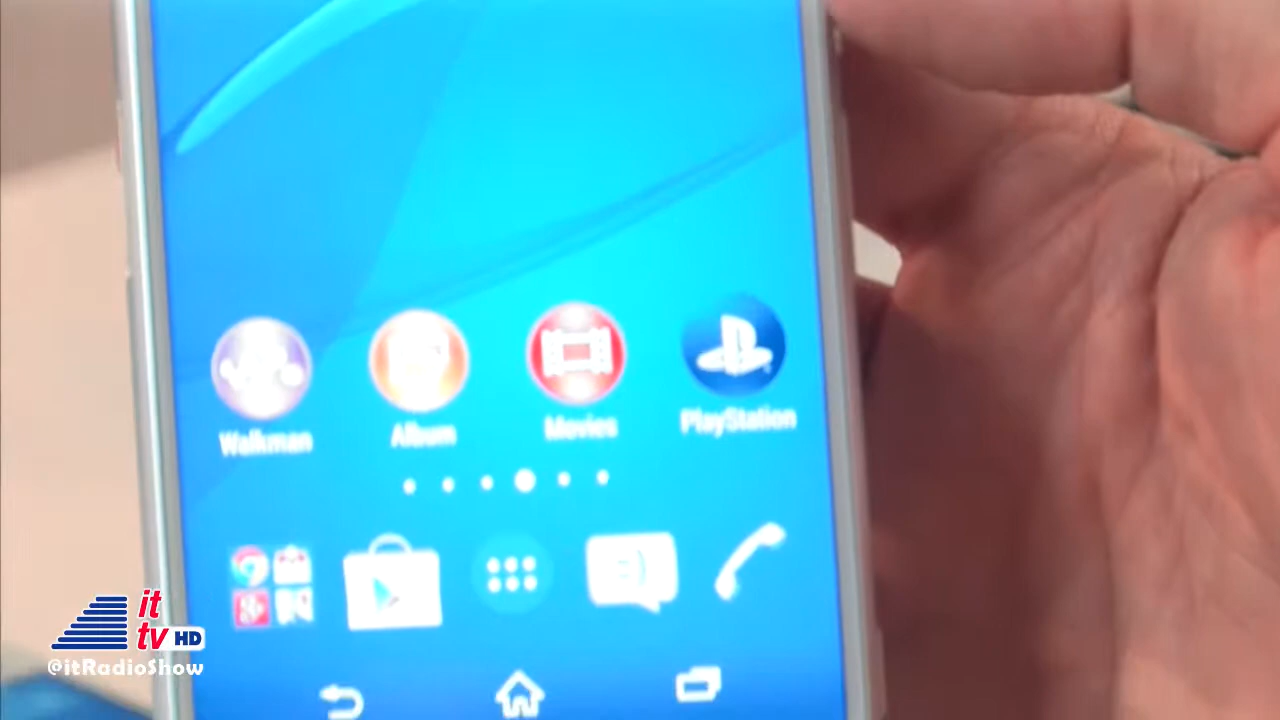 Walkman
Album
Movies
PlayStation
it
tv HD
@itRadioShow